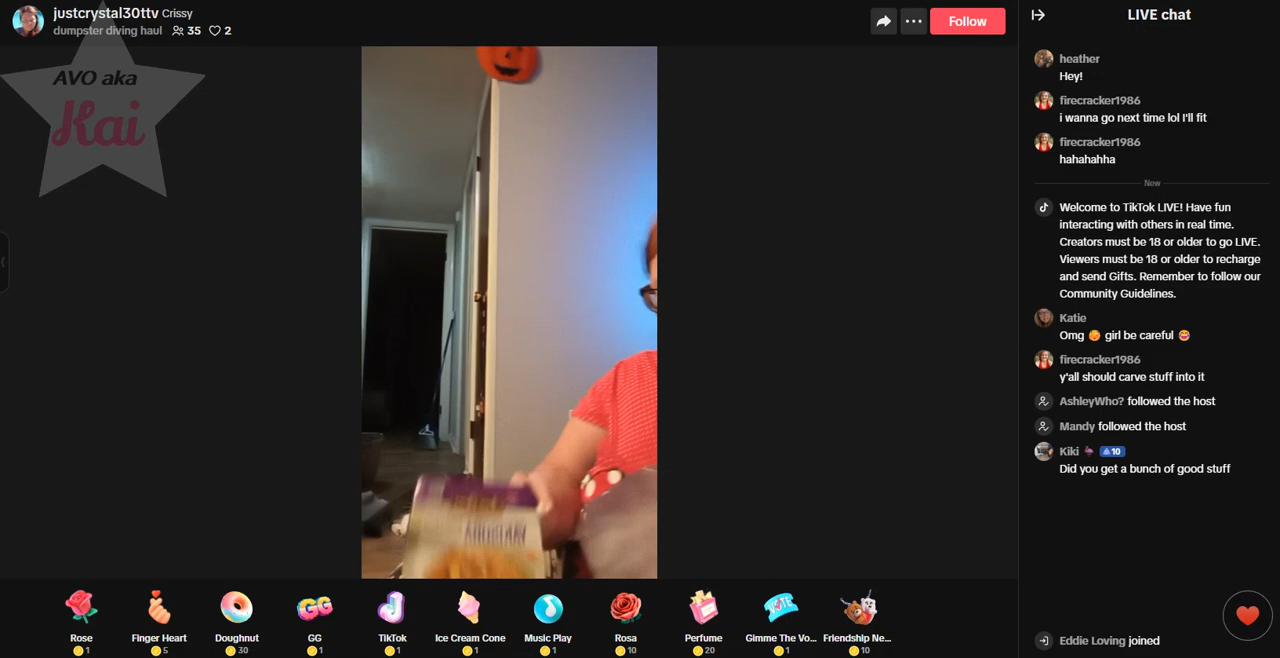 justcrystal30ttv Crissy
dumpster diving haul 35 2
Follow
LIVE chat
AVO aka
Kai
heather
Hey!
firecracker1986
i wanna go next time lol I'll fit
firecracker1986
hahahahha
New
Welcome to TikTok LIVE! Have fun
interacting with others in real time.
Creators must be 18 or older to go LIVE.
Viewers must be 18 or older to recharge
and send Gifts. Remember to follow our
Community Guidelines.
Katie
Omg girl be careful
firecracker1986
y'all should carve stuff into it
AshleyWho? followed the host
Mandy followed the host
Kiki 10
Did you get a bunch of good stuff
Eddie Loving joined
GG
VOTE
Rose Finger Heart Doughnut GG TikTok Ice Cream Cone Music Play Rosa Perfume Gimme The Vo... Friendship Ne...
1 5 30 1 1 1 1 10 20 1 10